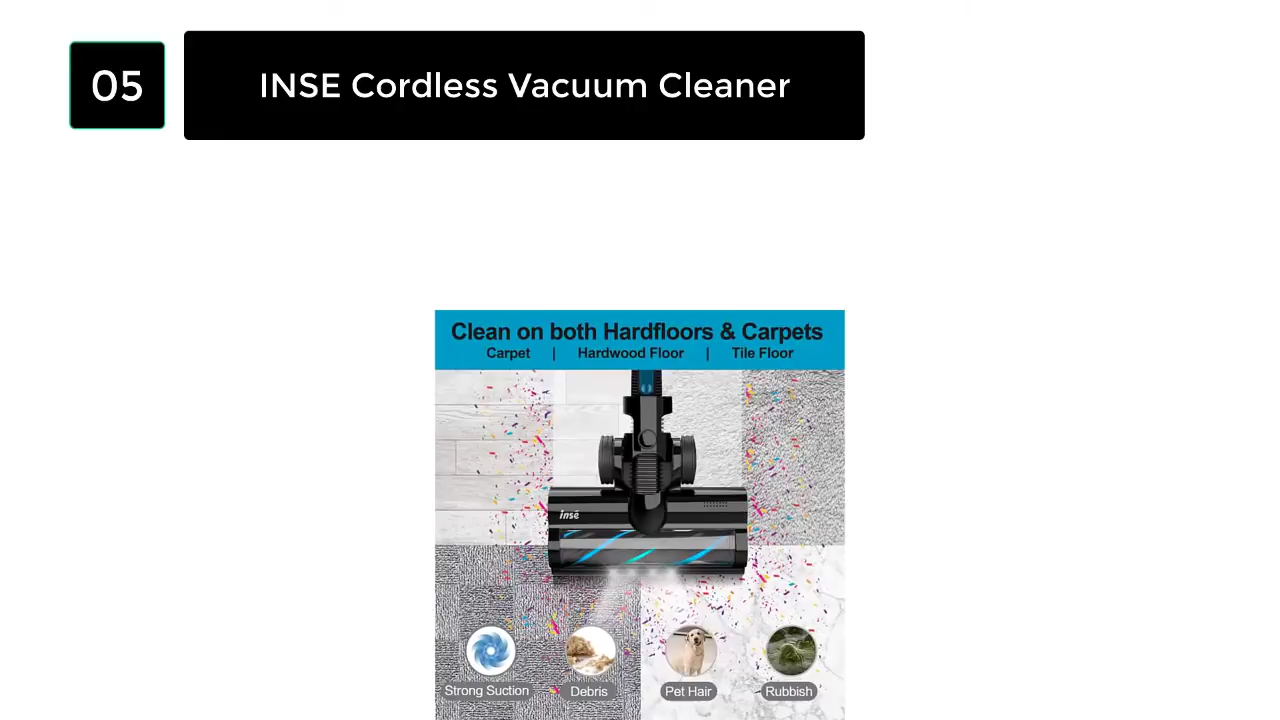 05
INSE Cordless Vacuum Cleaner
Clean on both Hardfloors & Carpets
Carpet | Hardwood Floor | Tile Floor
inse
Strong Suction
Debris
Pet Hair
Rubbish